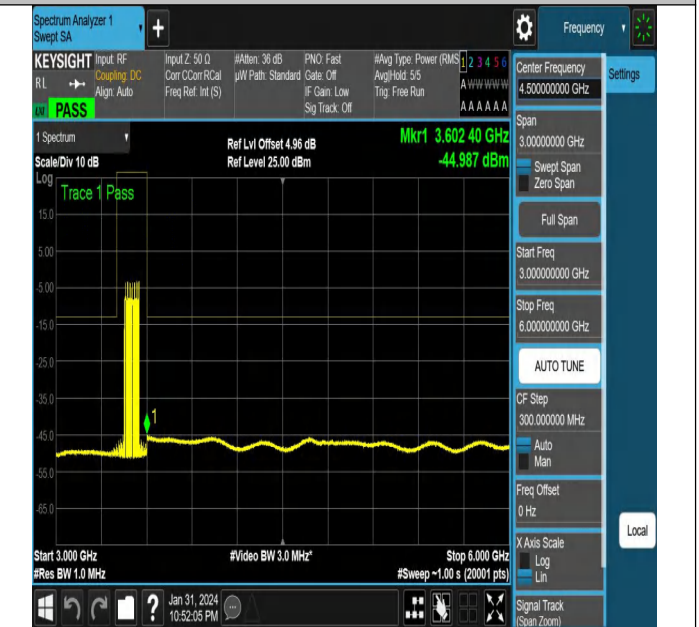 Spectrum Analyzer 1
Swept SA
+
Frequency
KEYSIGHT
RL
PASS
Input: RF
Coupling: DC
Align: Auto
Input Z: 50 Ω
Corr CCorr RCal
Freq Ref: Int (S)
#Atten: 36 dB
µW Path: Standard
PNO: Fast
Gate: Off
IF Gain: Low
Sig Track: Off
#Avg Type: Power (RMS
Avg|Hold: 5/5
Trig: Free Run
1 2 3 4 5 6
A W W W W W
A A A A A A
1 Spectrum
Scale/Div 10 dB
Ref Lvl Offset 4.96 dB
Ref Level 25.00 dBm
Mkr1 3.602 40 GHz
-44.987 dBm
Log
Trace 1 Pass
15.0
5.00
-5.00
-15.0
-25.0
-35.0
-45.0
-55.0
-65.0
1
Start 3.000 GHz
#Res BW 1.0 MHz
#Video BW 3.0 MHz*
Stop 6.000 GHz
#Sweep ~1.00 s (20001 pts)
?
Jan 31, 2024
10:52:05 PM
Center Frequency
4.500000000 GHz
Span
3.00000000 GHz
Swept Span
Zero Span
Full Span
Start Freq
3.000000000 GHz
Stop Freq
6.000000000 GHz
AUTO TUNE
CF Step
300.000000 MHz
Auto
Man
Freq Offset
0 Hz
X Axis Scale
Log
Lin
Signal Track
(Span Zoom)
Settings
Local